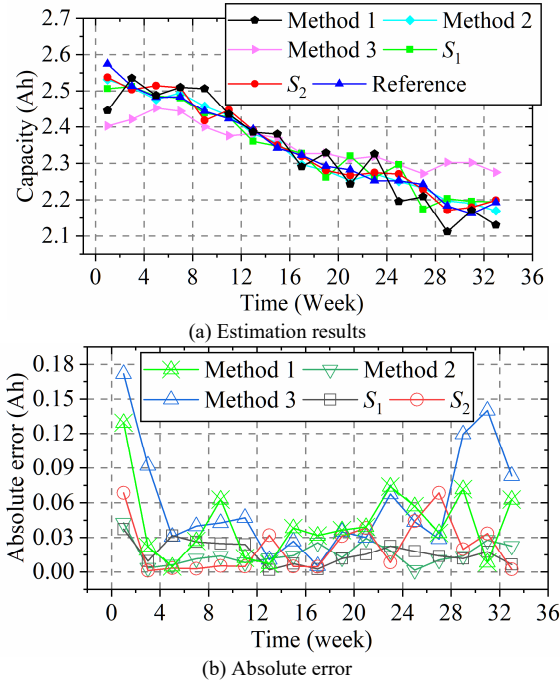 Method 1 Method 2
Method 3 S₁
S₂ Reference
Capacity (Ah)
2.7
2.6
2.5
2.4
2.3
2.2
2.1
0 4 8 12 16 20 24 28 32 36
Time (Week)
(a) Estimation results
Method 1 Method 2
Method 3 S₁ S₂
Absolute error (Ah)
0.18
0.15
0.12
0.09
0.06
0.03
0.00
0 4 8 12 16 20 24 28 32 36
Time (week)
(b) Absolute error